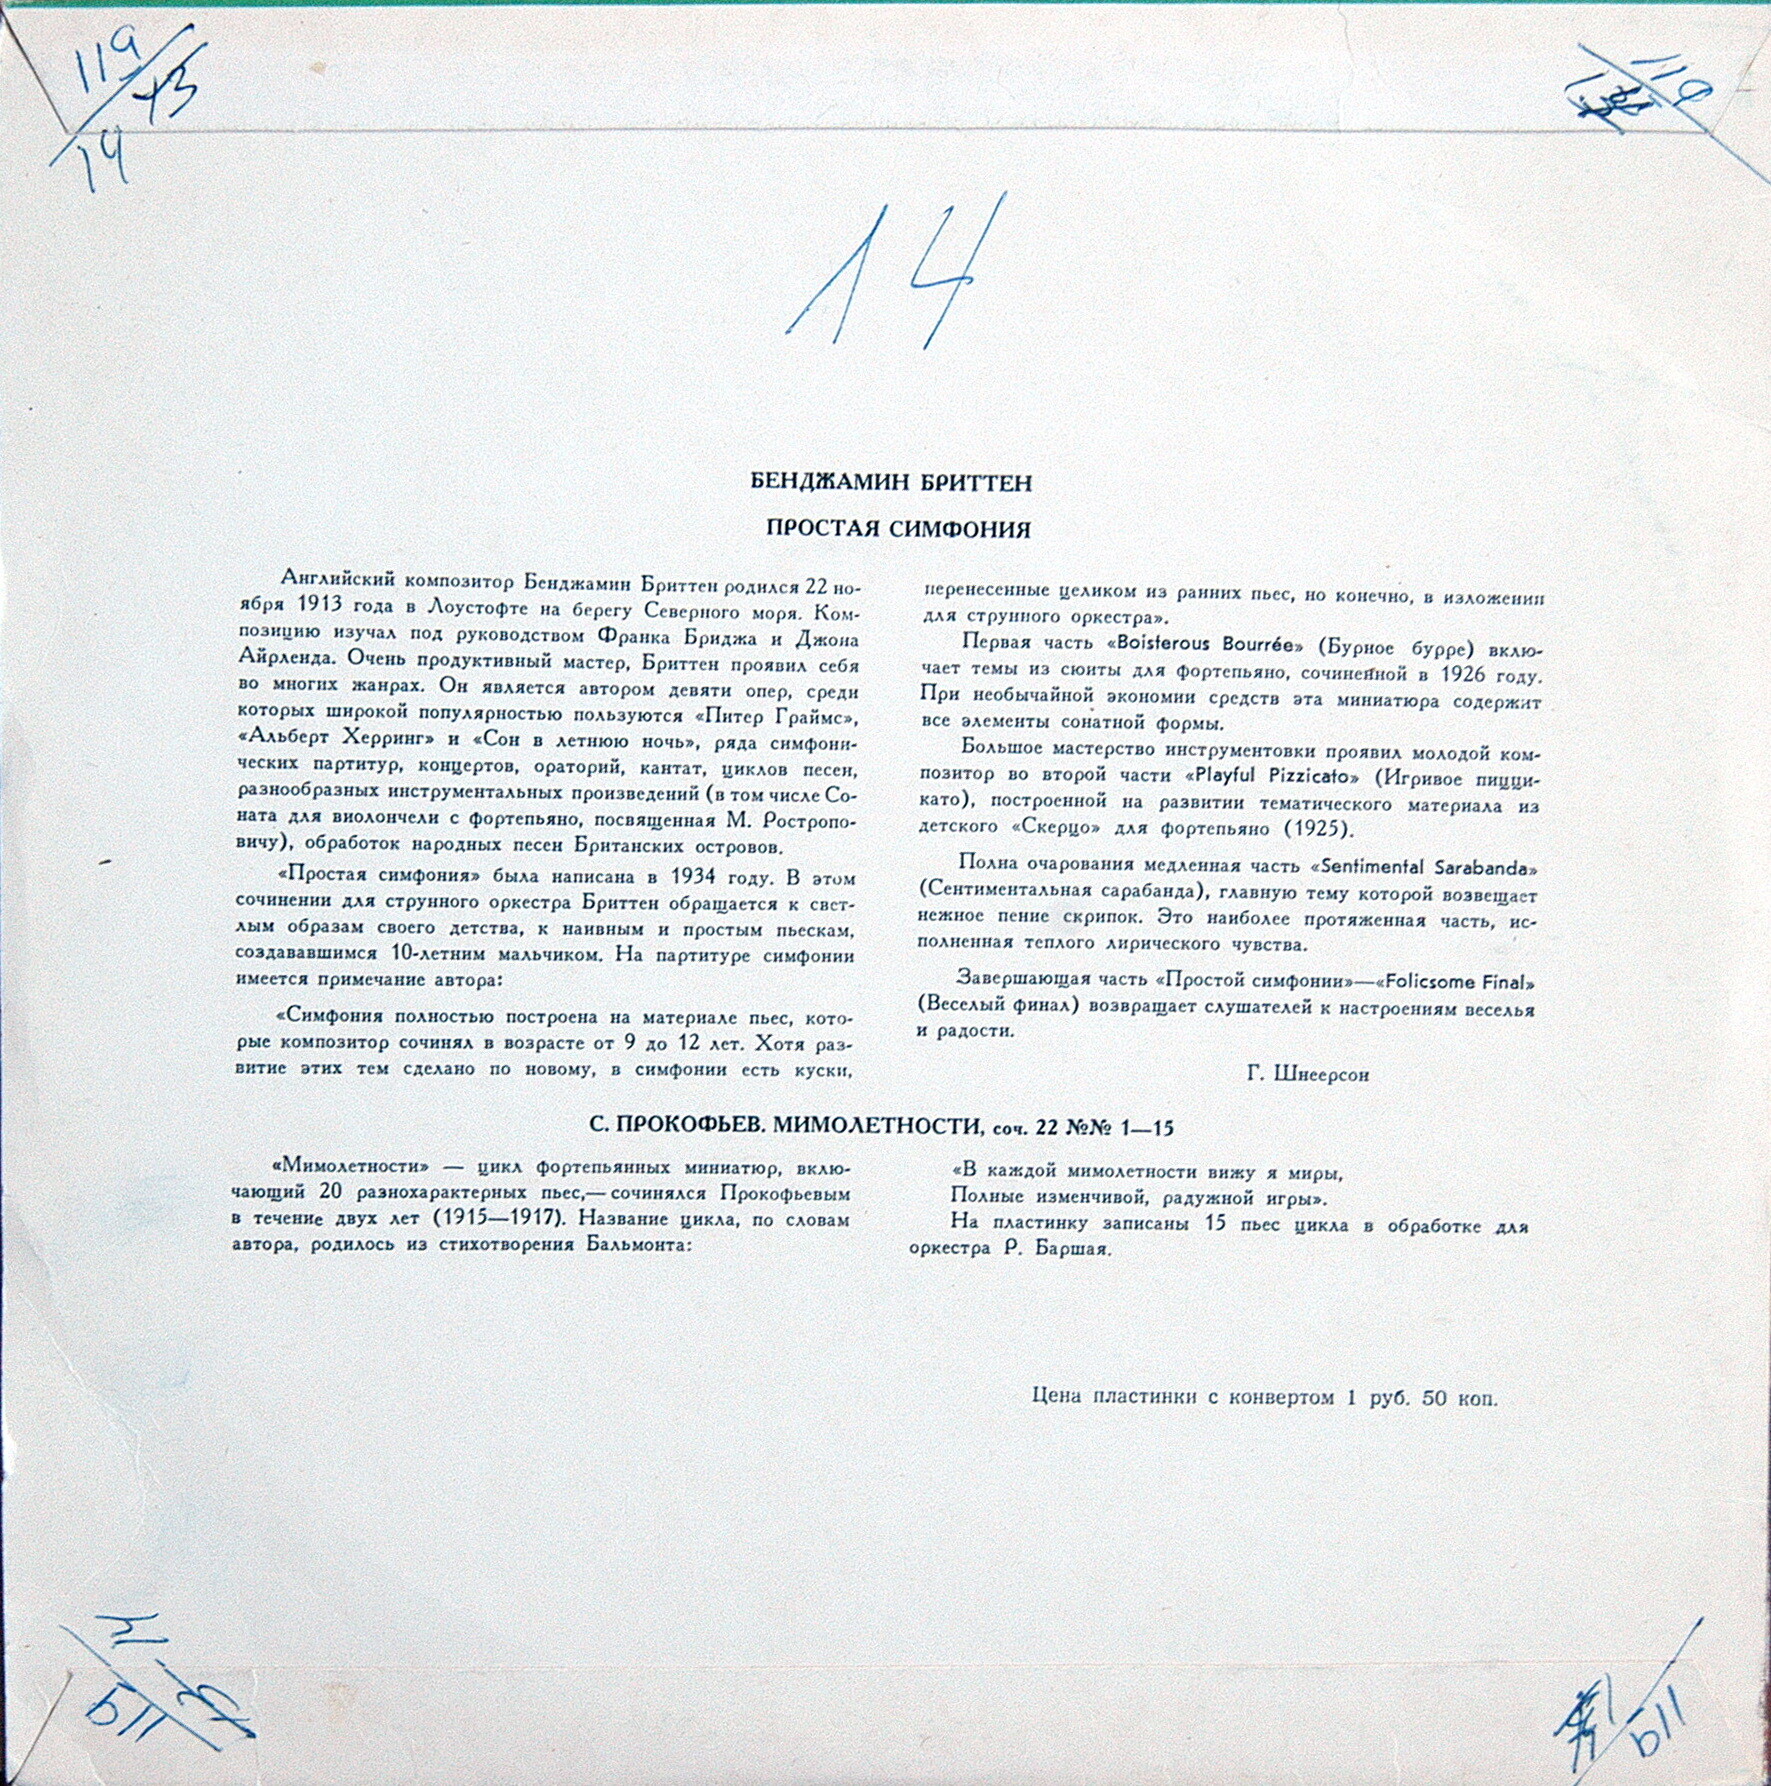 119
43
14
119
14
БЕНДЖАМИН БРИТТЕН
ПРОСТАЯ СИМФОНИЯ
Английский композитор Бенджамин Бриттен родился 22 но-
ября 1913 года в Лоустофте на берегу Северного моря. Ком-
позицию изучал под руководством Франка Бриджа и Джона
Айрленда. Очень продуктивный мастер, Бриттен проявил себя
во многих жанрах. Он является автором девяти опер, среди
которых широкой популярностью пользуются «Питер Граймс»,
«Альберт Херринг» и «Сон в летнюю ночь», ряда симфони-
ческих партитур, концертов, ораторий, кантат, циклов песен,
разнообразных инструментальных произведений (в том числе Со-
ната для виолончели с фортепьяно, посвященная М. Ростропо-
вичу), обработок народных песен Британских островов.
«Простая симфония» была написана в 1934 году. В этом
сочинении для струнного оркестра Бриттен обращается к свет-
лым образам своего детства, к наивным и простым пьескам,
создававшимся 10-летним мальчиком. На партитуре симфонии
имеется примечание автора:
«Симфония полностью построена на материале пьес, кото-
рые композитор сочинял в возрасте от 9 до 12 лет. Хотя раз-
витие этих тем сделано по новому, в симфонии есть куски,
перенесенные целиком из ранних пьес, но конечно, в изложении
для струнного оркестра».
Первая часть «Boisterous Bourrée» (Бурное бурре) вклю-
чает темы из сюиты для фортепьяно, сочиненной в 1926 году.
При необычайной экономии средств эта миниатюра содержит
все элементы сонатной формы.
Большое мастерство инструментовки проявил молодой ком-
позитор во второй части «Playful Pizzicato» (Игривое пицци-
като), построенной на развитии тематического материала из
детского «Скерцо» для фортепьяно (1925).
Полна очарования медленная часть «Sentimental Sarabanda»
(Сентиментальная сарабанда), главную тему которой возвещает
нежное пение скрипок. Это наиболее протяженная часть, ис-
полненная теплого лирического чувства.
Завершающая часть «Простой симфонии»—«Folicsome Final»
(Веселый финал) возвращает слушателей к настроениям веселья
и радости.
Г. Шнеерсон
С. ПРОКОФЬЕВ. МИМОЛЕТНОСТИ, соч. 22 №№ 1—15
«Мимолетности» — цикл фортепьянных миниатюр, вклю-
чающий 20 разнохарактерных пьес,— сочинялся Прокофьевым
в течение двух лет (1915—1917). Название цикла, по словам
автора, родилось из стихотворения Бальмонта:
«В каждой мимолетности вижу я миры,
Полные изменчивой, радужной игры».
На пластинку записаны 15 пьес цикла в обработке для
оркестра Р. Баршая.
Цена пластинки с конвертом 1 руб. 50 коп.
119
119